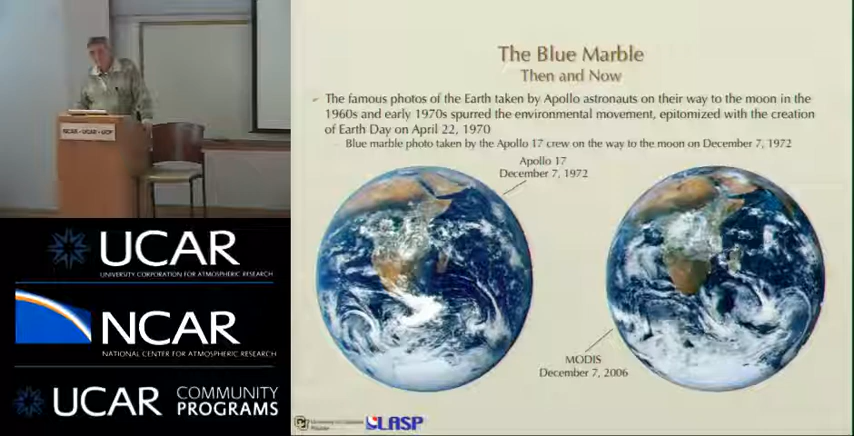 The Blue Marble
Then and Now
The famous photos of the Earth taken by Apollo astronauts on their way to the moon in the
1960s and early 1970s spurred the environmental movement, epitomized with the creation
of Earth Day on April 22, 1970
Blue marble photo taken by the Apollo 17 crew on the way to the moon on December 7, 1972
Apollo 17
December 7, 1972
MODIS
December 7, 2006
LASP
NCAR • UCAR • UCP
UCAR
UNIVERSITY CORPORATION FOR ATMOSPHERIC RESEARCH
NCAR
NATIONAL CENTER FOR ATMOSPHERIC RESEARCH
UCAR
COMMUNITY
PROGRAMS